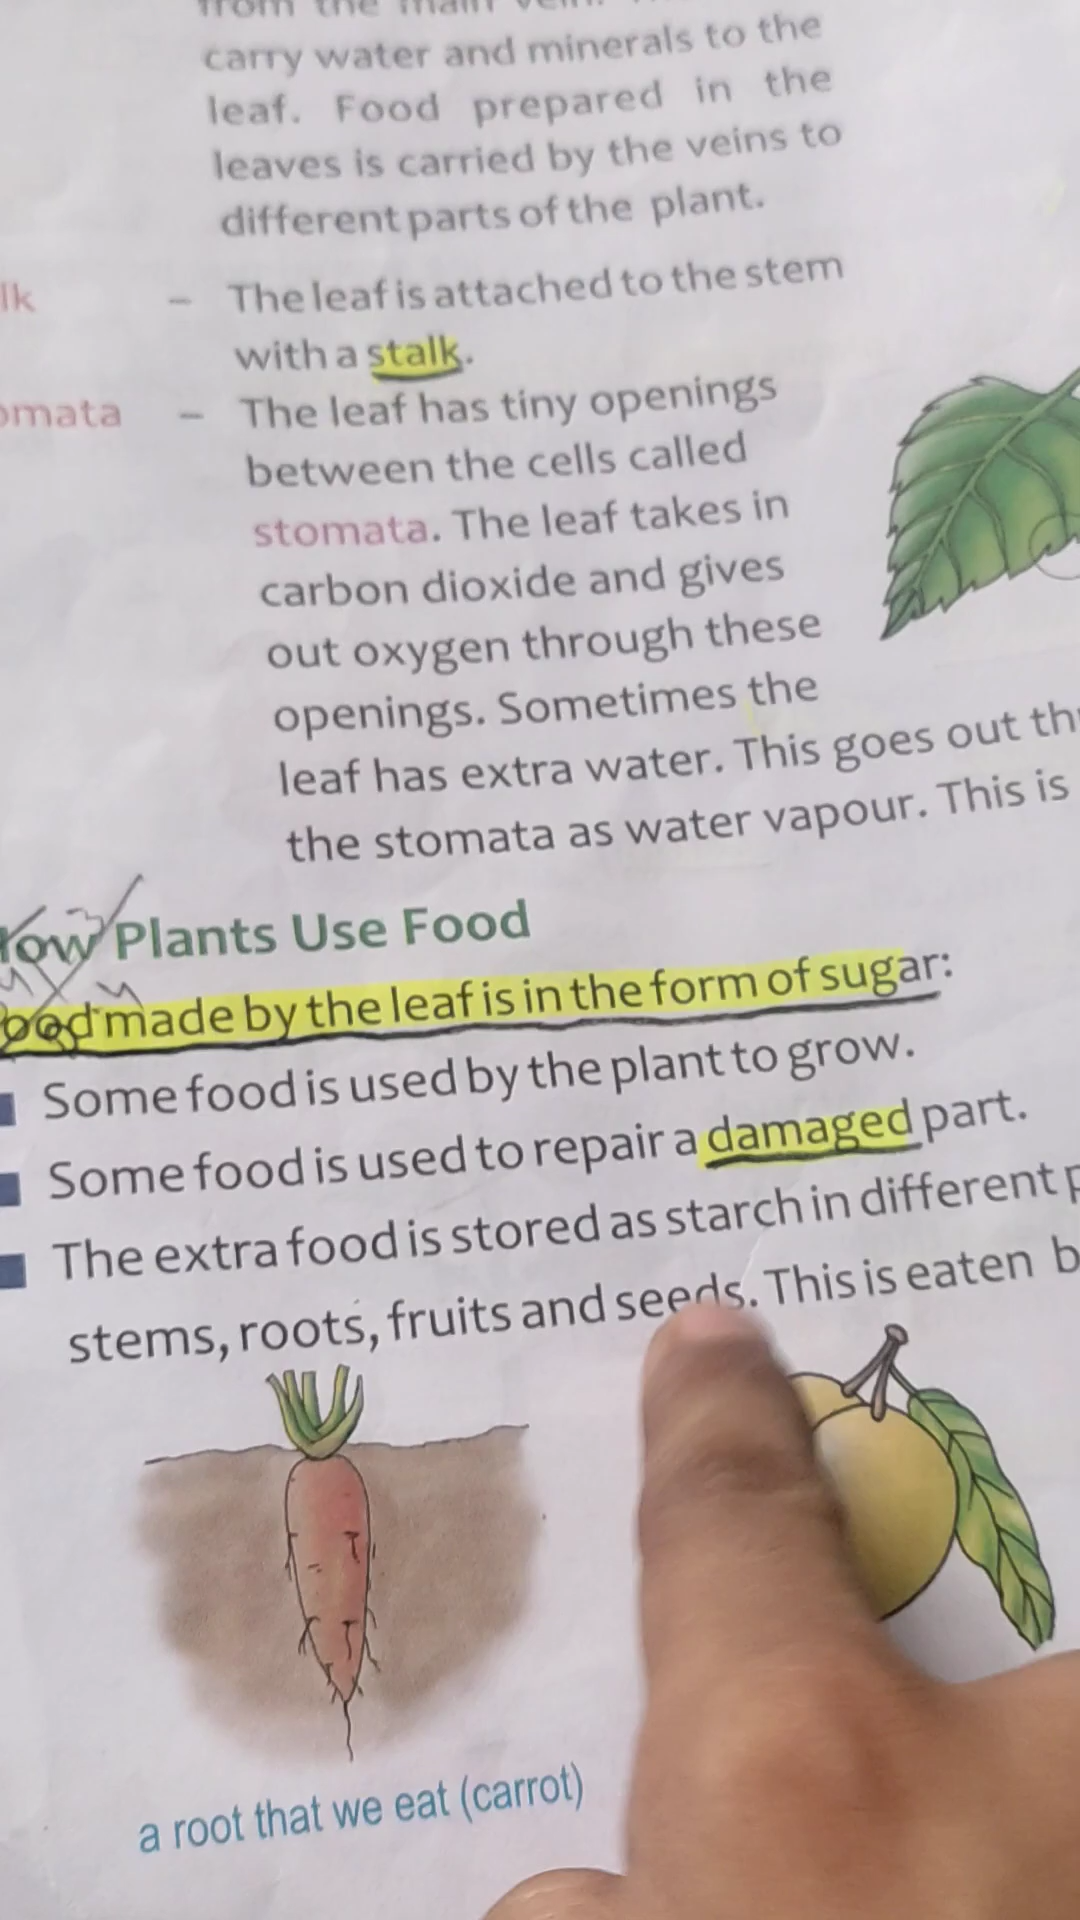 from the main vein.
carry water and minerals to the
leaf. Food prepared in the
leaves is carried by the veins to
different parts of the plant.
lk – The leaf is attached to the stem
with a stalk.
omata – The leaf has tiny openings
between the cells called
stomata. The leaf takes in
carbon dioxide and gives
out oxygen through these
openings. Sometimes the
leaf has extra water. This goes out th
the stomata as water vapour. This is
How Plants Use Food
ood made by the leaf is in the form of sugar:
Some food is used by the plant to grow.
Some food is used to repair a damaged part.
The extra food is stored as starch in different p
stems, roots, fruits and seeds. This is eaten b
a root that we eat (carrot)